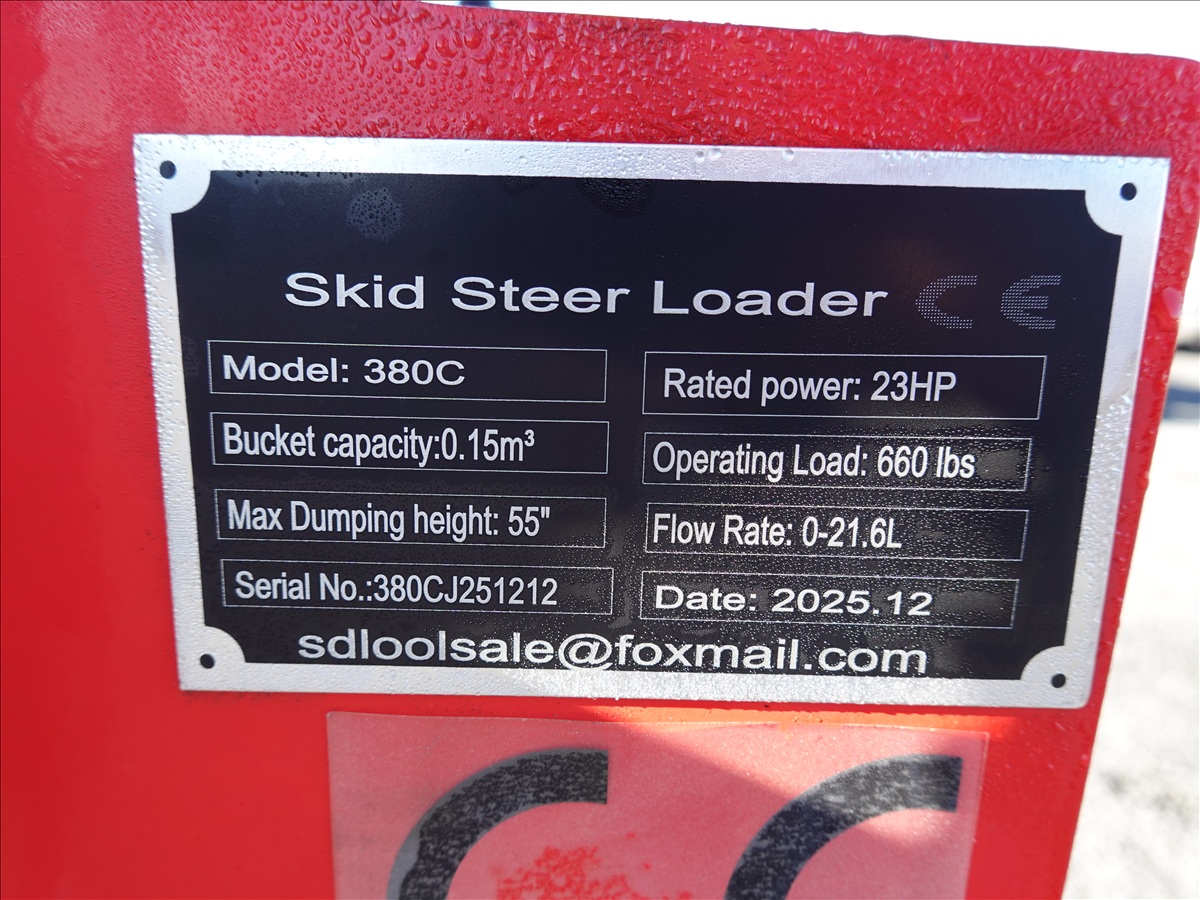 Skid Steer Loader CE
Model: 380C
Rated power: 23HP
Bucket capacity:0.15m³
Operating Load: 660 lbs
Max Dumping height: 55"
Flow Rate: 0-21.6L
Serial No.:380CJ251212
Date: 2025.12
sdloolsale@foxmail.com